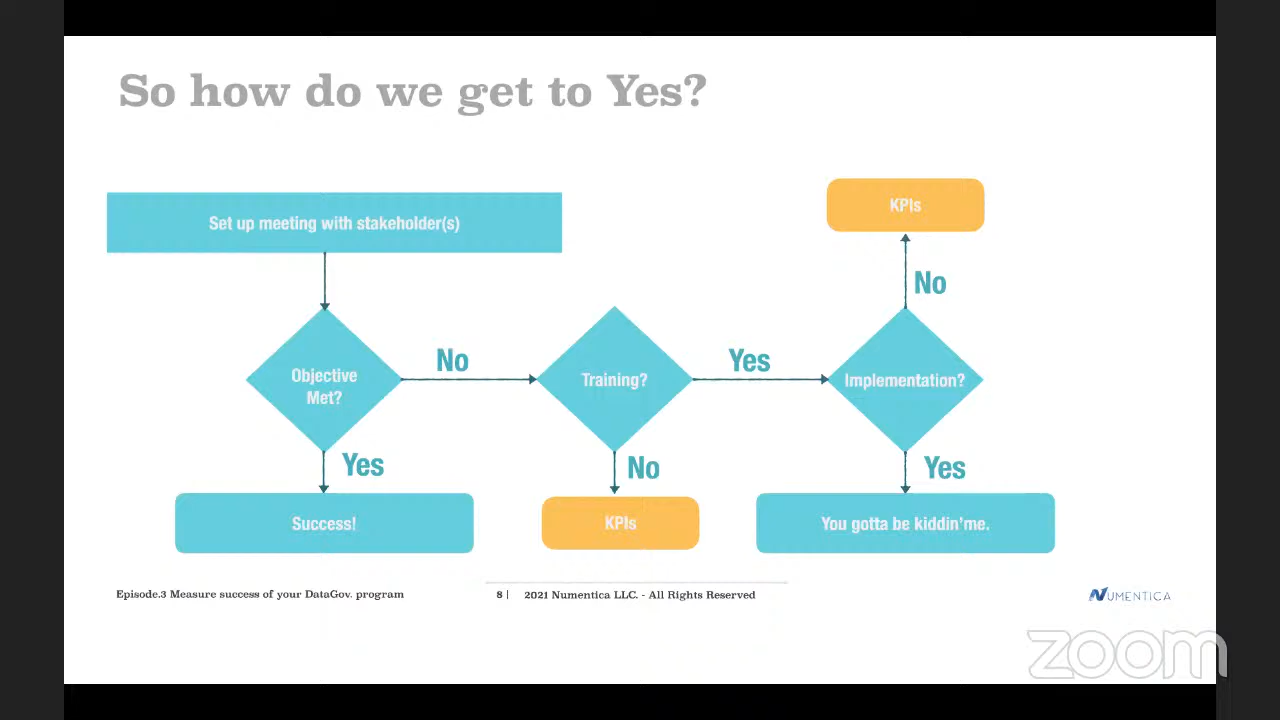 So how do we get to Yes?
Set up meeting with stakeholder(s)
KPIs
No
Objective
Met?
No
Training?
Yes
Implementation?
Yes
No
Yes
Success!
KPIs
You gotta be kiddin'me.
Episode.3 Measure success of your DataGov. program
8 |
2021 Numentica LLC. - All Rights Reserved
NUMENTICA
zoom